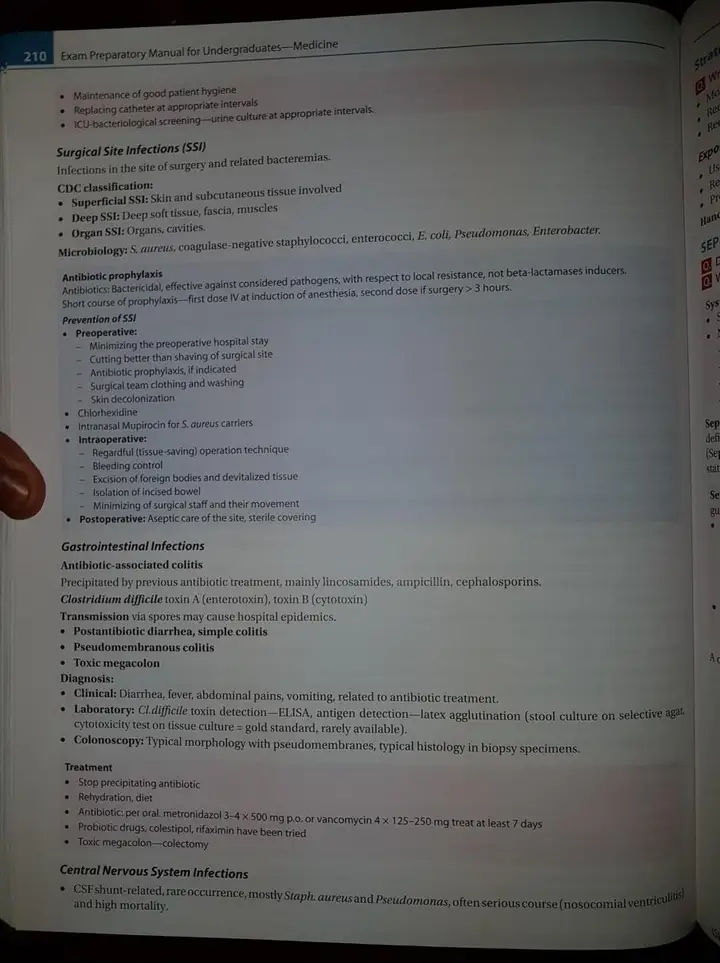 210 Exam Preparatory Manual for Undergraduates—Medicine
• Maintenance of good patient hygiene
• Replacing catheter at appropriate intervals
• ICU-bacteriological screening—urine culture at appropriate intervals.
Surgical Site Infections (SSI)
Infections in the site of surgery and related bacteremias.
CDC classification:
• Superficial SSI: Skin and subcutaneous tissue involved
• Deep SSI: Deep soft tissue, fascia, muscles
• Organ SSI: Organs, cavities.
Microbiology: S. aureus, coagulase-negative staphylococci, enterococci, E. coli, Pseudomonas, Enterobacter.
Antibiotic prophylaxis
Antibiotics: Bactericidal, effective against considered pathogens, with respect to local resistance, not beta-lactamases inducers.
Short course of prophylaxis—first dose IV at induction of anesthesia, second dose if surgery > 3 hours.
Prevention of SSI
• Preoperative:
– Minimizing the preoperative hospital stay
– Cutting better than shaving of surgical site
– Antibiotic prophylaxis, if indicated
– Surgical team clothing and washing
– Skin decolonization
• Chlorhexidine
• Intranasal Mupirocin for S. aureus carriers
• Intraoperative:
– Regardful (tissue-saving) operation technique
– Bleeding control
– Excision of foreign bodies and devitalized tissue
– Isolation of incised bowel
– Minimizing of surgical staff and their movement
• Postoperative: Aseptic care of the site, sterile covering
Gastrointestinal Infections
Antibiotic-associated colitis
Precipitated by previous antibiotic treatment, mainly lincosamides, ampicillin, cephalosporins.
Clostridium difficile toxin A (enterotoxin), toxin B (cytotoxin)
Transmission via spores may cause hospital epidemics.
• Postantibiotic diarrhea, simple colitis
• Pseudomembranous colitis
• Toxic megacolon
Diagnosis:
• Clinical: Diarrhea, fever, abdominal pains, vomiting, related to antibiotic treatment.
• Laboratory: Cl.difficile toxin detection—ELISA, antigen detection—latex agglutination (stool culture on selective agar,
cytotoxicity test on tissue culture = gold standard, rarely available).
• Colonoscopy: Typical morphology with pseudomembranes, typical histology in biopsy specimens.
Treatment
• Stop precipitating antibiotic
• Rehydration, diet
• Antibiotic: per oral. metronidazol 3–4 × 500 mg p.o. or vancomycin 4 × 125–250 mg treat at least 7 days
• Probiotic drugs, colestipol, rifaximin have been tried
• Toxic megacolon—colectomy
Central Nervous System Infections
• CSF shunt-related, rare occurrence, mostly Staph. aureus and Pseudomonas, often serious course (nosocomial ventriculitis)
and high mortality.